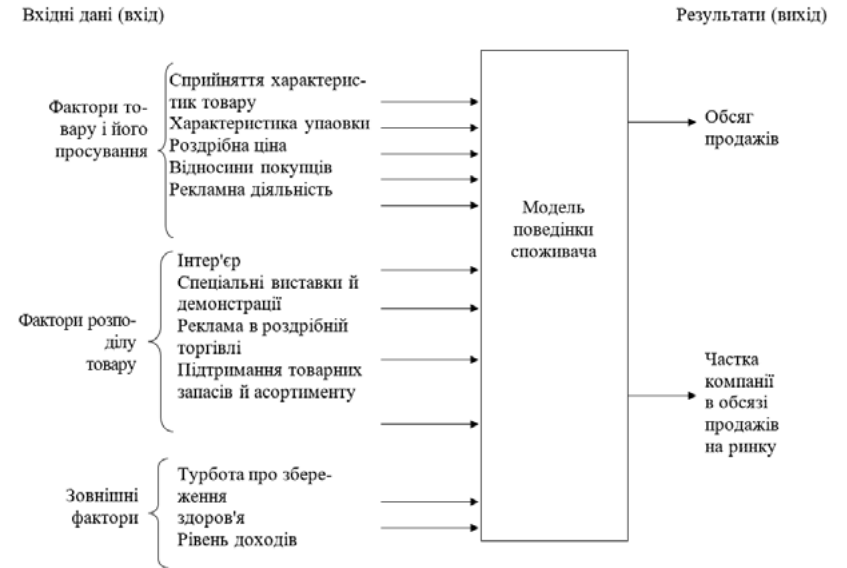 Вхідні дані (вхід)
Результати (вихід)
Фактори то-
вару і його
просування
Сприйняття характерис-
тик товару
Характеристика упаовки
Роздрібна ціна
Відносини покупців
Рекламна діяльність
Фактори розпо-
ділу
товару
Інтер'єр
Спеціальні виставки й
демонстрації
Реклама в роздрібній
торгівлі
Підтримання товарних
запасів й асортименту
Зовнішні
фактори
Турбота про збере-
ження
здоров'я
Рівень доходів
Модель
поведінки
споживача
Обсяг
продажів
Частка
компанії
в обсязі
продажів
на ринку